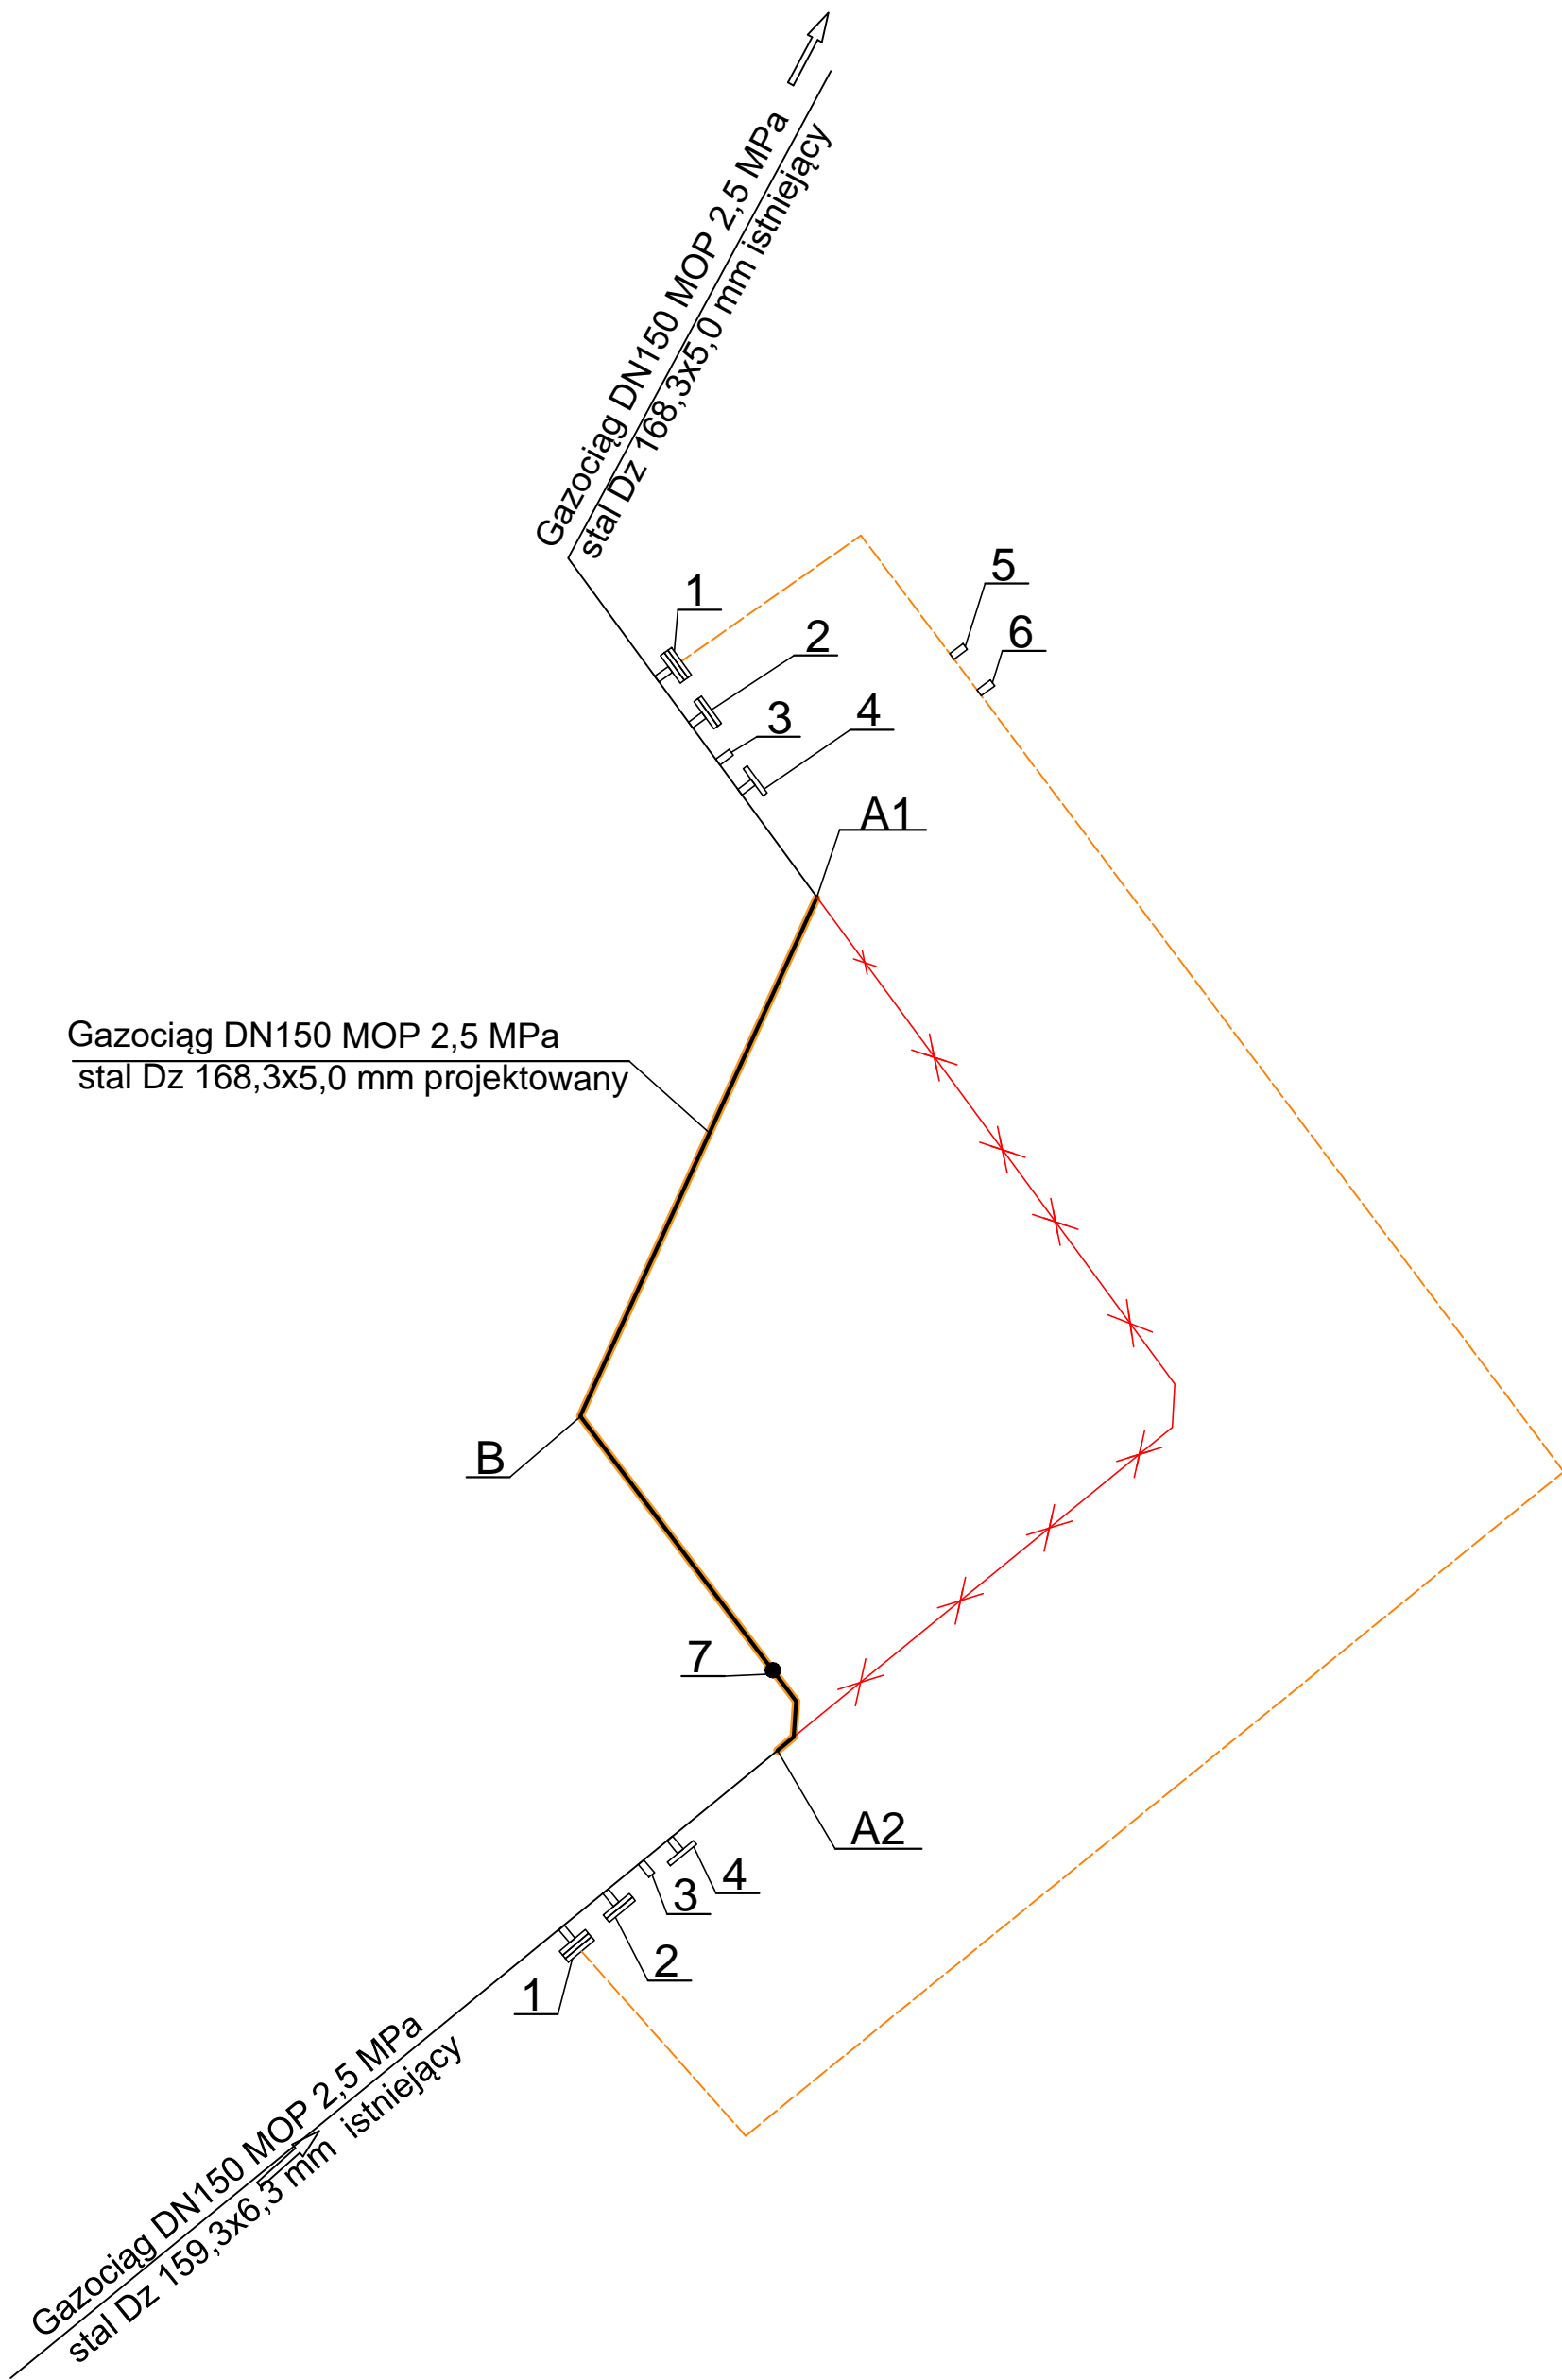 Gazociąg DN150 MOP 2,5 MPa
stal Dz 168,3x5,0 mm istniejący
1
2
3
4
5
6
A1
Gazociąg DN150 MOP 2,5 MPa
stal Dz 168,3x5,0 mm projektowany
B
7
A2
4
3
2
1
Gazociąg DN150 MOP 2,5 MPa
stal Dz 159,3x6,3 mm istniejący